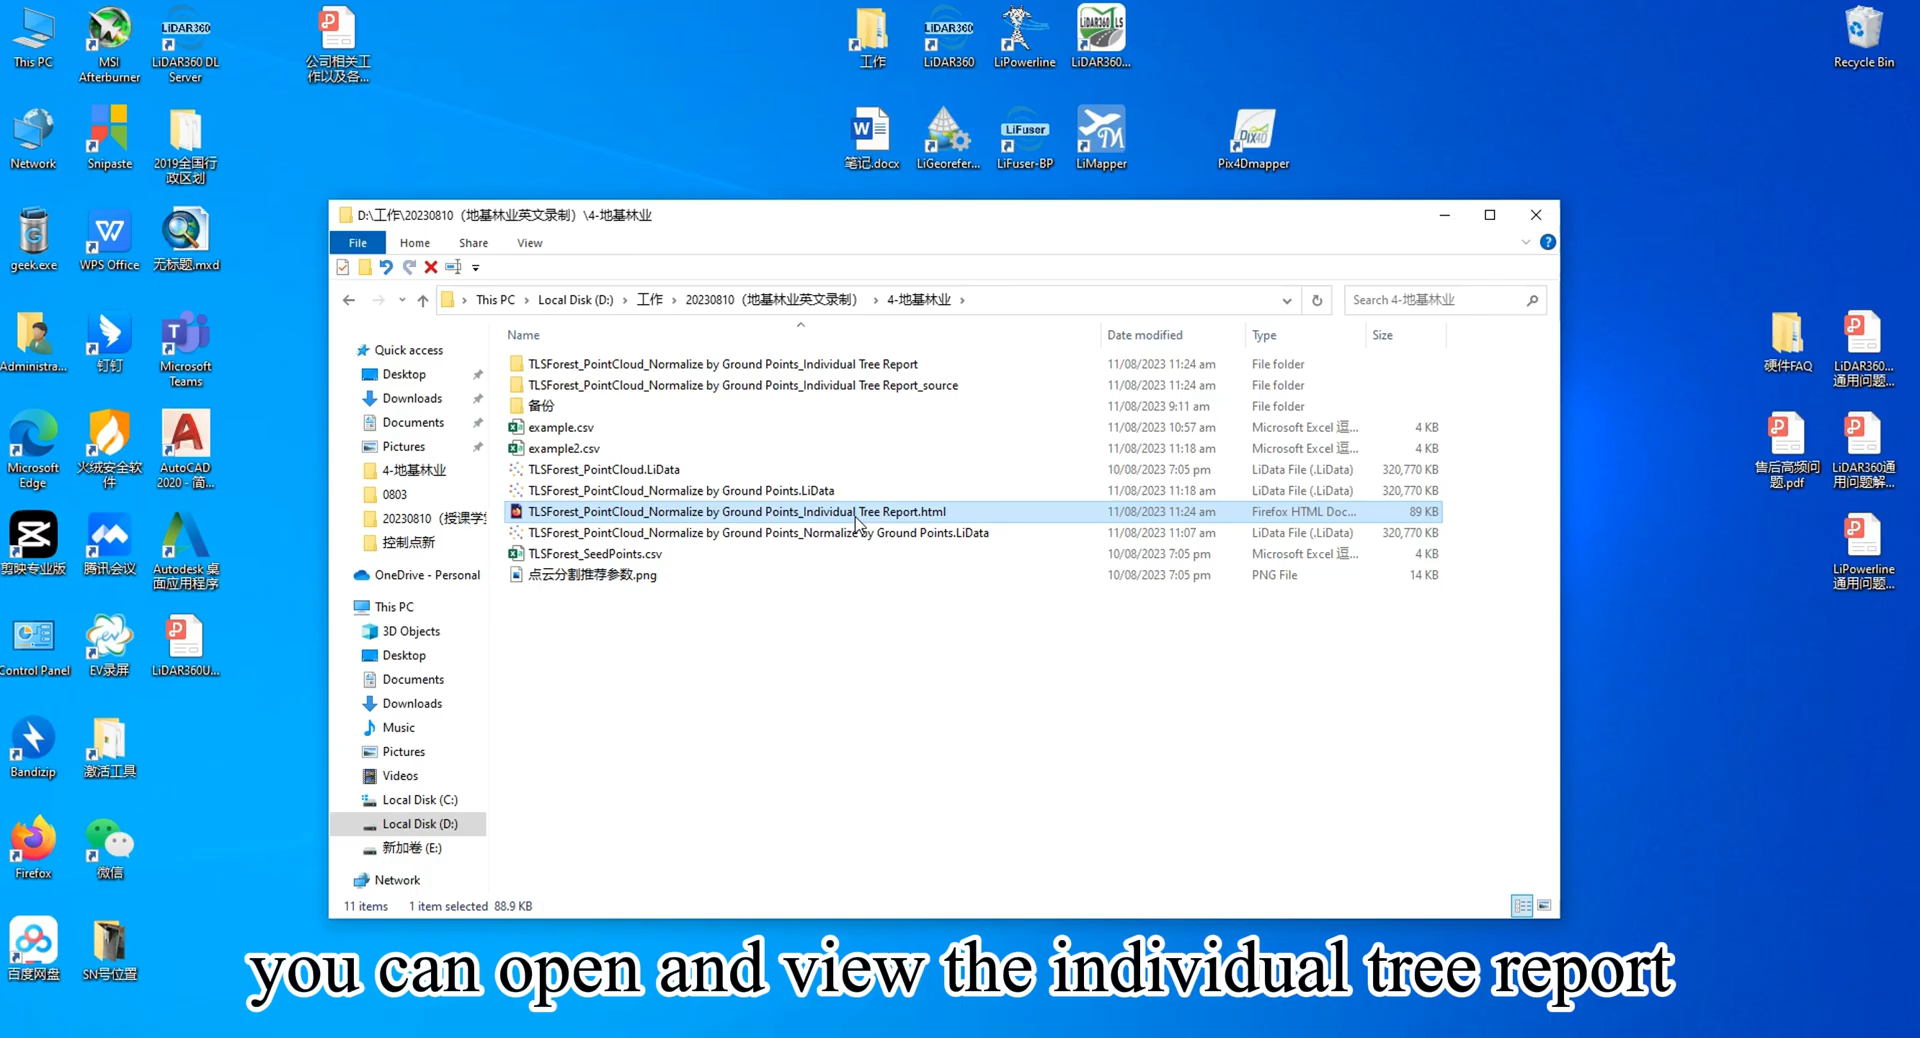 This PC
MSI
Afterburner
LiDAR360 DL
Server
公司相关工
作以及各...
工作
LiDAR360
LiPowerline
LiDAR360...
Recycle Bin
Network
Snipaste
2019全国行
政区划
笔记.docx
LiGeorefer...
LiFuser-BP
LiMapper
Pix4Dmapper
geek.exe
WPS Office
无标题.mxd
Administra...
钉钉
Microsoft
Teams
硬件FAQ
LiDAR360...
通用问题...
Microsoft
Edge
火绒安全软
件
AutoCAD
2020 - 简...
售后高频问
题.pdf
LiDAR360通
用问题解...
剪映专业版
腾讯会议
Autodesk 桌
面应用程序
LiPowerline
通用问题...
Control Panel
EV录屏
LiDAR360U...
Bandizip
激活工具
Firefox
微信
百度网盘
SN号位置
D:\工作\20230810（地基林业英文录制）\4-地基林业
File Home Share View
This PC > Local Disk (D:) > 工作 > 20230810（地基林业英文录制） > 4-地基林业 >
Search 4-地基林业
Name Date modified Type Size
TLSForest_PointCloud_Normalize by Ground Points_Individual Tree Report 11/08/2023 11:24 am File folder
TLSForest_PointCloud_Normalize by Ground Points_Individual Tree Report_source 11/08/2023 11:24 am File folder
备份 11/08/2023 9:11 am File folder
example.csv 11/08/2023 10:57 am Microsoft Excel 逗... 4 KB
example2.csv 11/08/2023 11:18 am Microsoft Excel 逗... 4 KB
TLSForest_PointCloud.LiData 10/08/2023 7:05 pm LiData File (.LiData) 320,770 KB
TLSForest_PointCloud_Normalize by Ground Points.LiData 11/08/2023 11:18 am LiData File (.LiData) 320,770 KB
TLSForest_PointCloud_Normalize by Ground Points_Individual Tree Report.html 11/08/2023 11:24 am Firefox HTML Doc... 89 KB
TLSForest_PointCloud_Normalize by Ground Points_Normalize by Ground Points.LiData 11/08/2023 11:07 am LiData File (.LiData) 320,770 KB
TLSForest_SeedPoints.csv 10/08/2023 7:05 pm Microsoft Excel 逗... 4 KB
点云分割推荐参数.png 10/08/2023 7:05 pm PNG File 14 KB
Quick access
Desktop
Downloads
Documents
Pictures
4-地基林业
0803
20230810（授课学
控制点新
OneDrive - Personal
This PC
3D Objects
Desktop
Documents
Downloads
Music
Pictures
Videos
Local Disk (C:)
Local Disk (D:)
新加卷 (E:)
Network
11 items 1 item selected 88.9 KB
you can open and view the individual tree report